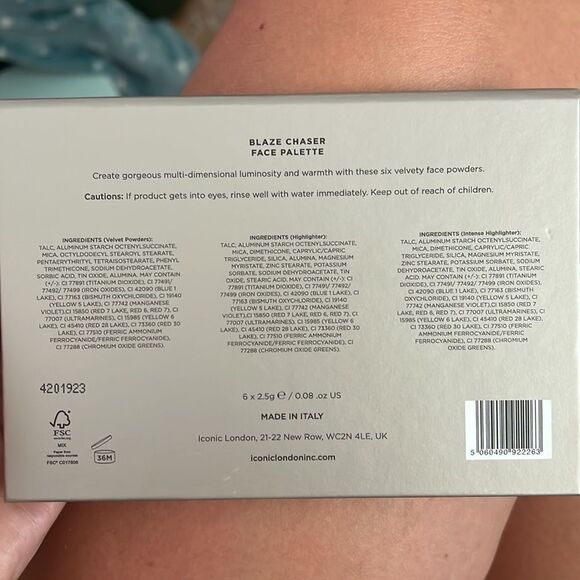 BLAZE CHASER
FACE PALETTE
Create gorgeous multi-dimensional luminosity and warmth with these six velvety face powders.
Cautions: If product gets into eyes, rinse well with water immediately. Keep out of reach of children.
INGREDIENTS (Velvet Powders):
TALC, ALUMINUM STARCH OCTENYLSUCCINATE,
MICA, OCTYLDODECYL STEAROYL STEARATE,
PENTAERYTHRITYL TETRAISOSTEARATE, PHENYL
TRIMETHICONE, SODIUM DEHYDROACETATE,
SORBIC ACID, TIN OXIDE, ALUMINA, MAY CONTAIN
(+/-): CI 77891 (TITANIUM DIOXIDE), CI 77491/
77492/ 77499 (IRON OXIDES), CI 42090 (BLUE 1
LAKE), CI 77163 (BISMUTH OXYCHLORIDE), CI 19140
(YELLOW 5 LAKE), CI 77742 (MANGANESE
VIOLET),CI 15850 (RED 7 LAKE, RED 6, RED 7), CI
77007 (ULTRAMARINES), CI 15985 (YELLOW 6
LAKE), CI 45410 (RED 28 LAKE), CI 73360 (RED 30
LAKE), CI 77510 (FERRIC AMMONIUM
FERROCYANIDE/FERRIC FERROCYANIDE),
CI 77288 (CHROMIUM OXIDE GREENS).
INGREDIENTS (Highlighter):
TALC, ALUMINUM STARCH OCTENYLSUCCINATE,
MICA, DIMETHICONE, CAPRYLIC/CAPRIC
TRIGLYCERIDE, SILICA, ALUMINA, MAGNESIUM
MYRISTATE, ZINC STEARATE, POTASSIUM
SORBATE, SODIUM DEHYDROACETATE, TIN
OXIDE, STEARIC ACID, MAY CONTAIN (+/-): CI
77891 (TITANIUM DIOXIDE), CI 77491/ 77492/
77499 (IRON OXIDES), CI 42090 (BLUE 1 LAKE),
CI 77163 (BISMUTH OXYCHLORIDE), CI 19140
(YELLOW 5 LAKE), CI 77742 (MANGANESE
VIOLET),CI 15850 (RED 7 LAKE, RED 6, RED 7), CI
77007 (ULTRAMARINES), CI 15985 (YELLOW 6
LAKE), CI 45410 (RED 28 LAKE), CI 73360 (RED 30
LAKE), CI 77510 (FERRIC AMMONIUM
FERROCYANIDE/FERRIC FERROCYANIDE), CI 77288
(CHROMIUM OXIDE GREENS).
INGREDIENTS (Intense Highlighter):
TALC, ALUMINUM STARCH OCTENYLSUCCINATE,
MICA, DIMETHICONE, CAPRYLIC/CAPRIC
TRIGLYCERIDE, SILICA, MAGNESIUM MYRISTATE,
ZINC STEARATE, POTASSIUM SORBATE, SODIUM
DEHYDROACETATE, TIN OXIDE, ALUMINA, STEARIC
ACID, MAY CONTAIN (+/-): CI 77891 (TITANIUM
DIOXIDE), CI 77491/ 77492/ 77499 (IRON OXIDES),
CI 42090 (BLUE 1 LAKE), CI 77163 (BISMUTH
OXYCHLORIDE), CI 19140 (YELLOW 5 LAKE), CI
77742 (MANGANESE VIOLET), CI 15850 (RED 7
LAKE, RED 6, RED 7), CI 77007 (ULTRAMARINES), CI
15985 (YELLOW 6 LAKE), CI 45410 (RED 28 LAKE),
CI 73360 (RED 30 LAKE), CI 77510 (FERRIC
AMMONIUM FERROCYANIDE/FERRIC
FERROCYANIDE), CI 77288 (CHROMIUM
OXIDE GREENS).
4201923
6 x 2.5g ℮ / 0.08 .oz US
MADE IN ITALY
Iconic London, 21-22 New Row, WC2N 4LE, UK
iconiclondoninc.com
FSC
www.fsc.org
MIX
Paper from
responsible sources
FSC® C017808
36M
5 060490 922263